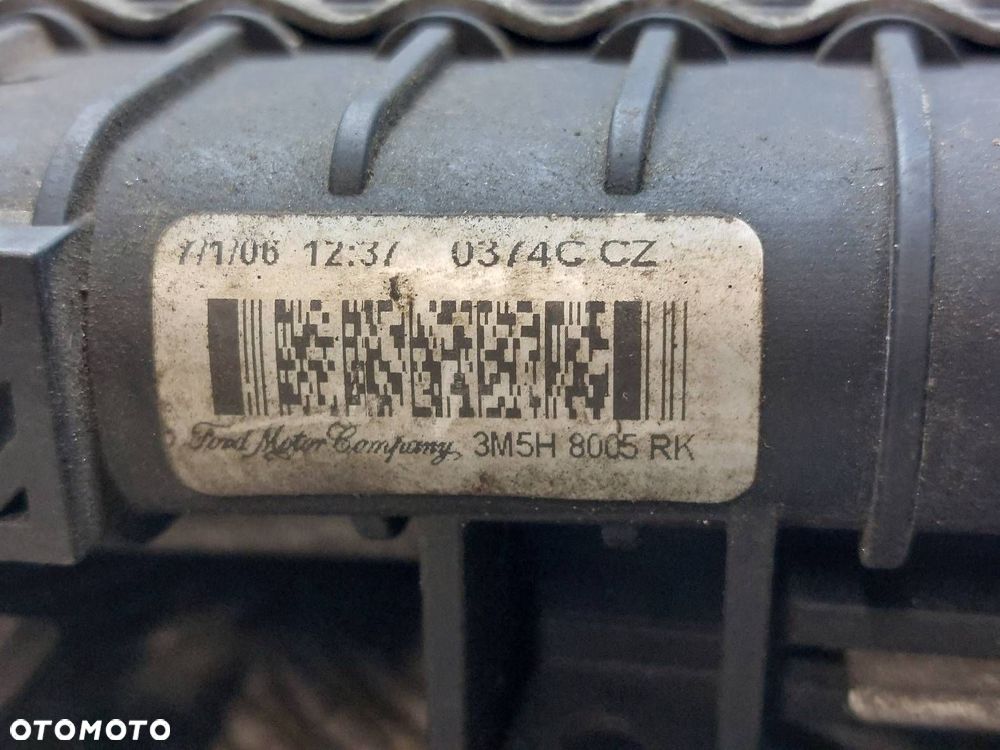 7/1/06 12:37 0374C CZ
Ford Motor Company, 3M5H 8005 RK
OTOMOTO